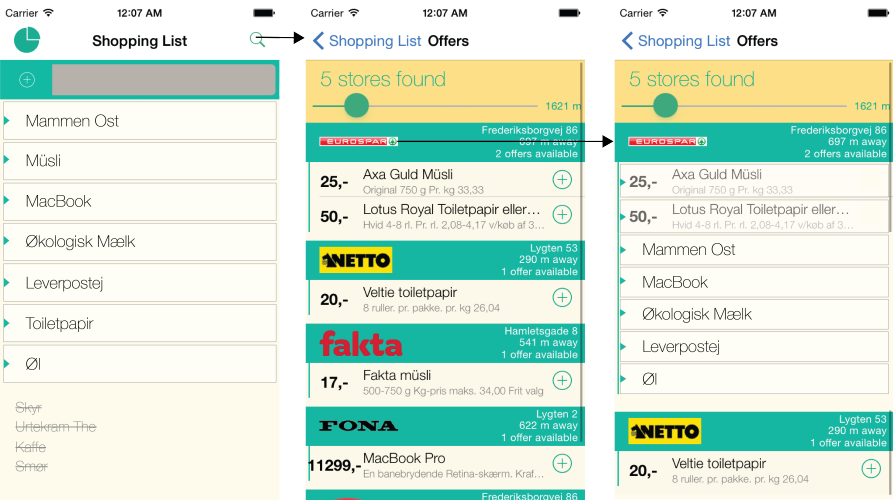 Carrier 12:07 AM
Shopping List
Mammen Ost
Müsli
MacBook
Økologisk Mælk
Leverpostej
Toiletpapir
Øl
Skyr
Urtekram The
Kaffe
Smør
Carrier 12:07 AM
Shopping List Offers
5 stores found
1621 m
EUROSPAR
Frederiksborgvej 86
697 m away
2 offers available
25,- Axa Guld Müsli
Original 750 g Pr. kg 33,33
50,- Lotus Royal Toiletpapir eller…
Hvid 4-8 rl. Pr. rl. 2,08-4,17 v/køb af 3…
NETTO
Lygten 53
290 m away
1 offer available
20,- Veltie toiletpapir
8 ruller. pr. pakke. pr. kg 26,04
fakta
Hamletsgade 8
541 m away
1 offer available
17,- Fakta müsli
500-750 g Kg-pris maks. 34,00 Frit valg
FONA
Lygten 2
622 m away
1 offer available
11299,- MacBook Pro
En banebrydende Retina-skærm. Kraf…
Frederiksborgvej 86
Carrier 12:07 AM
Shopping List Offers
5 stores found
1621 m
EUROSPAR
Frederiksborgvej 86
697 m away
2 offers available
25,- Axa Guld Müsli
Original 750 g Pr. kg 33,33
50,- Lotus Royal Toiletpapir eller…
Hvid 4-8 rl. Pr. rl. 2,08-4,17 v/køb af 3…
Mammen Ost
MacBook
Økologisk Mælk
Leverpostej
Øl
NETTO
Lygten 53
290 m away
1 offer available
20,- Veltie toiletpapir
8 ruller. pr. pakke. pr. kg 26,04